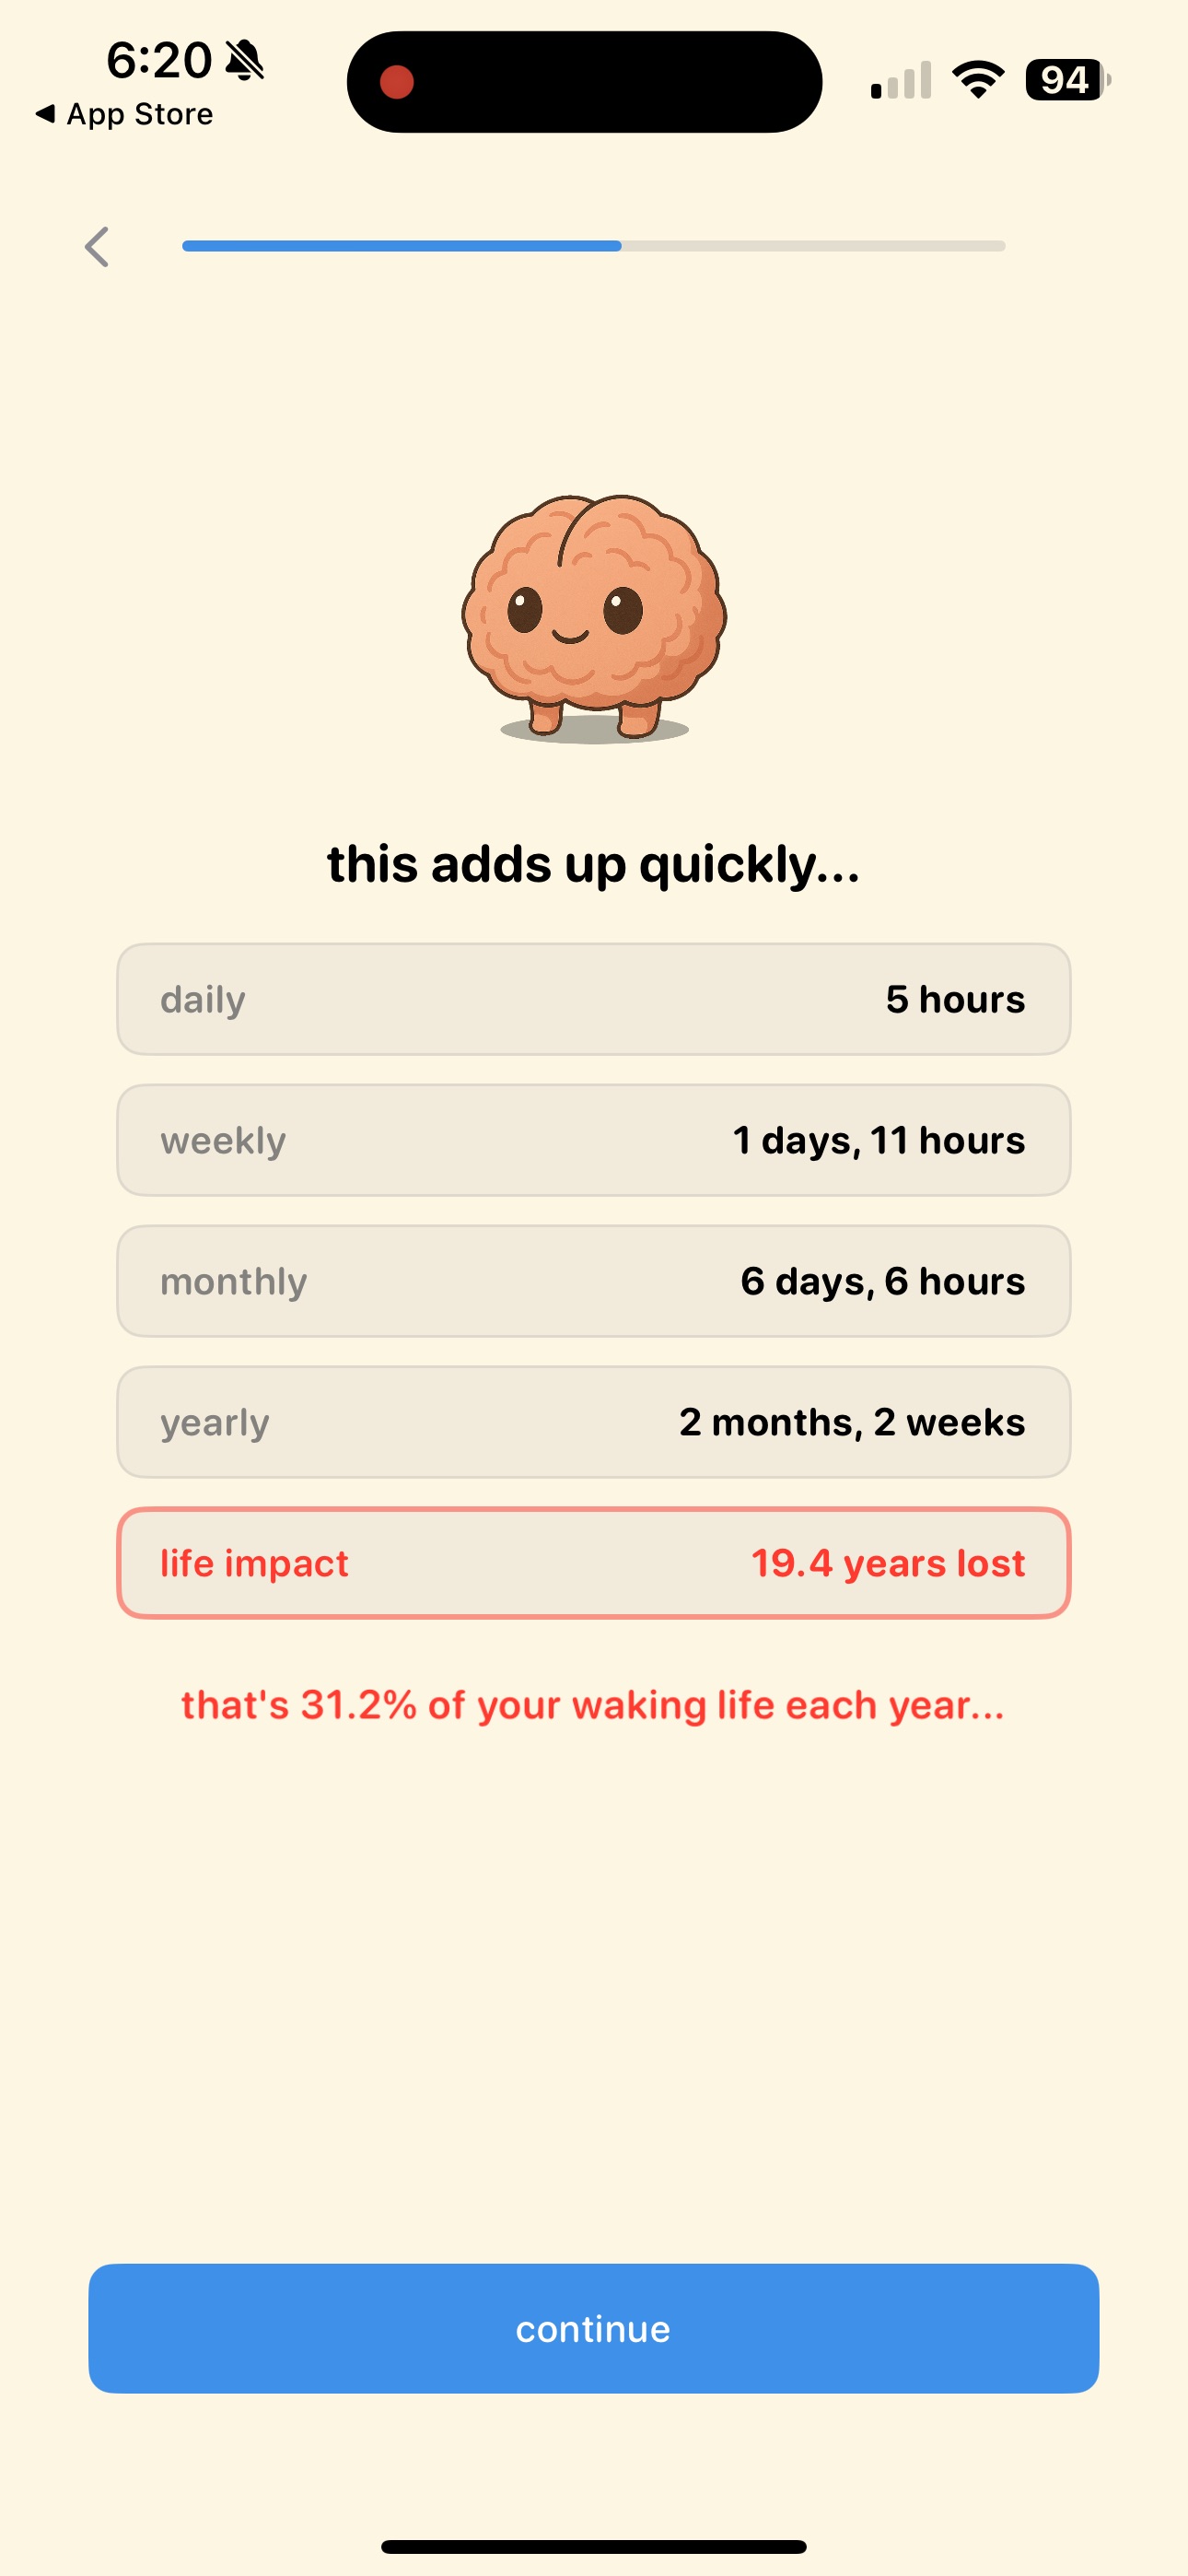 6:20
94
App Store
this adds up quickly...
daily 5 hours
weekly 1 days, 11 hours
monthly 6 days, 6 hours
yearly 2 months, 2 weeks
life impact 19.4 years lost
that's 31.2% of your waking life each year...
continue